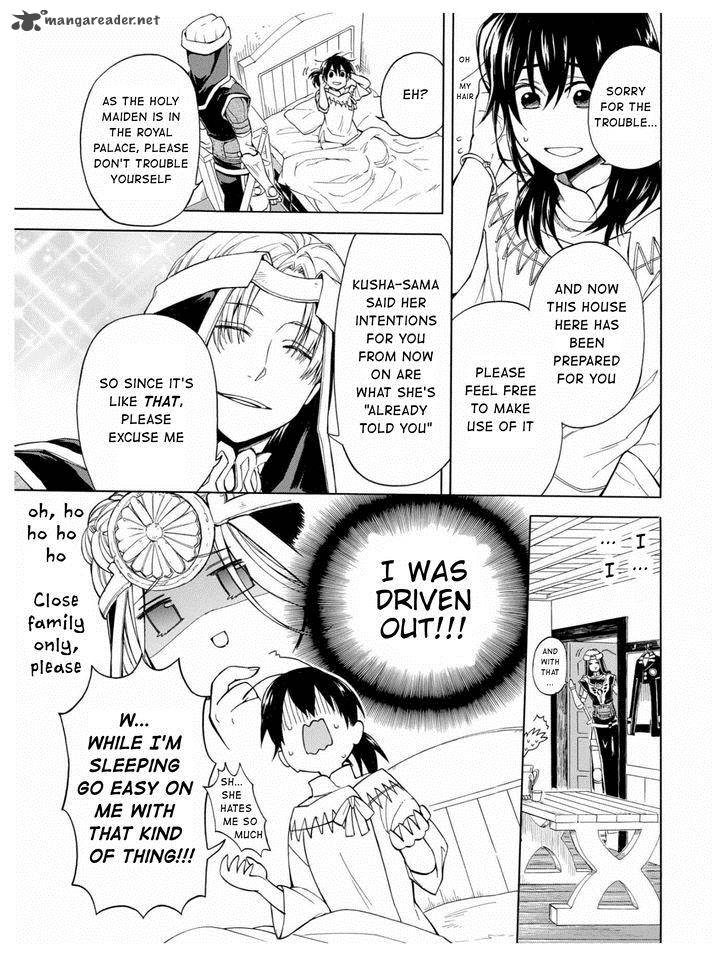 mangareader.net
SORRY
FOR THE
TROUBLE...
OH
MY
HAIR
AND NOW
THIS HOUSE
HERE HAS
BEEN
PREPARED
FOR YOU
PLEASE
FEEL FREE
TO MAKE
USE OF IT
EH?
AS THE HOLY
MAIDEN IS IN
THE ROYAL
PALACE, PLEASE
DON'T TROUBLE
YOURSELF
KUSHA-SAMA
SAID HER
INTENTIONS
FOR YOU
FROM NOW
ON ARE
WHAT SHE'S
"ALREADY
TOLD YOU"
SO SINCE IT'S
LIKE THAT,
PLEASE
EXCUSE ME
... I
I ...
AND
WITH
THAT
...
I WAS
DRIVEN
OUT!!!
oh, ho
ho ho
ho
Close
family
only,
please
W...
WHILE I'M
SLEEPING
GO EASY ON
ME WITH
THAT KIND
OF THING!!!
SH...
SHE
HATES
ME SO
MUCH